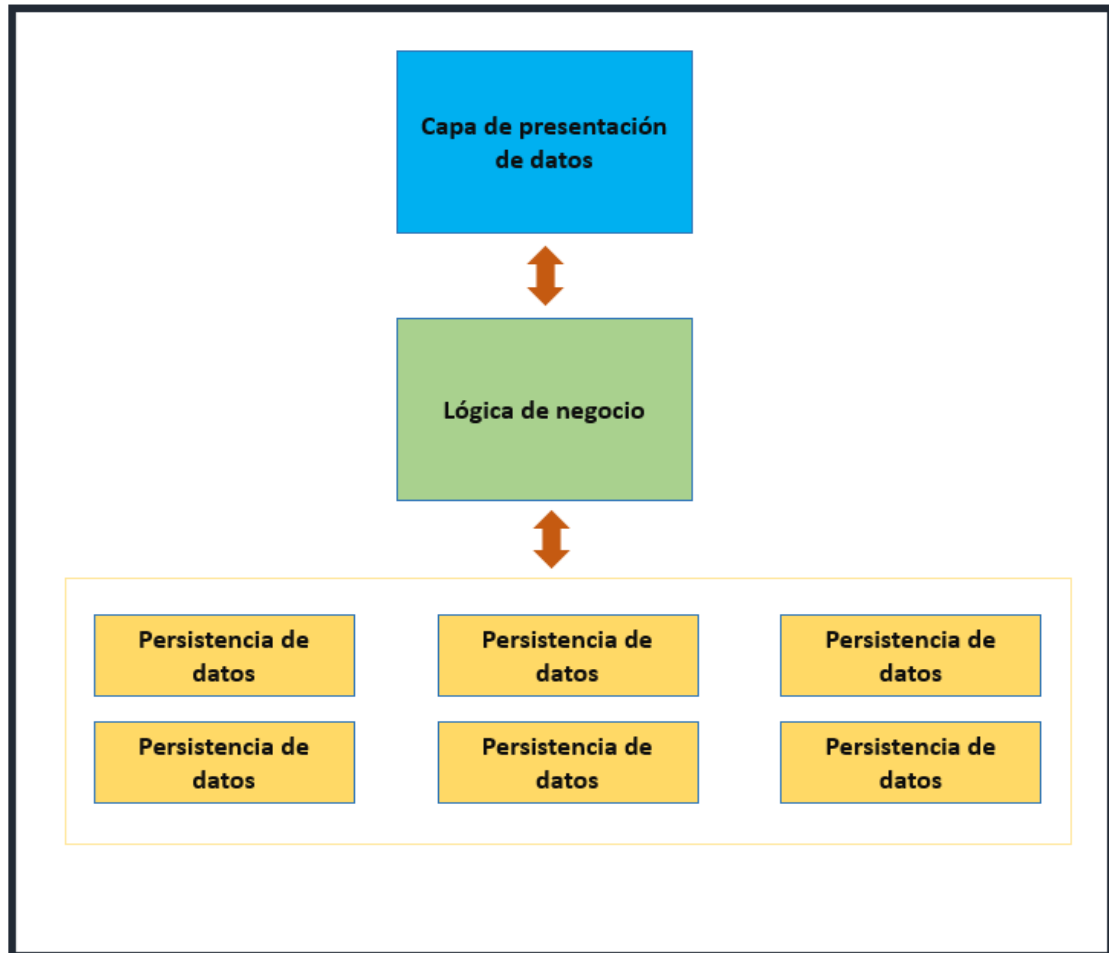 Capa de presentación
de datos
Lógica de negocio
Persistencia de
datos
Persistencia de
datos
Persistencia de
datos
Persistencia de
datos
Persistencia de
datos
Persistencia de
datos